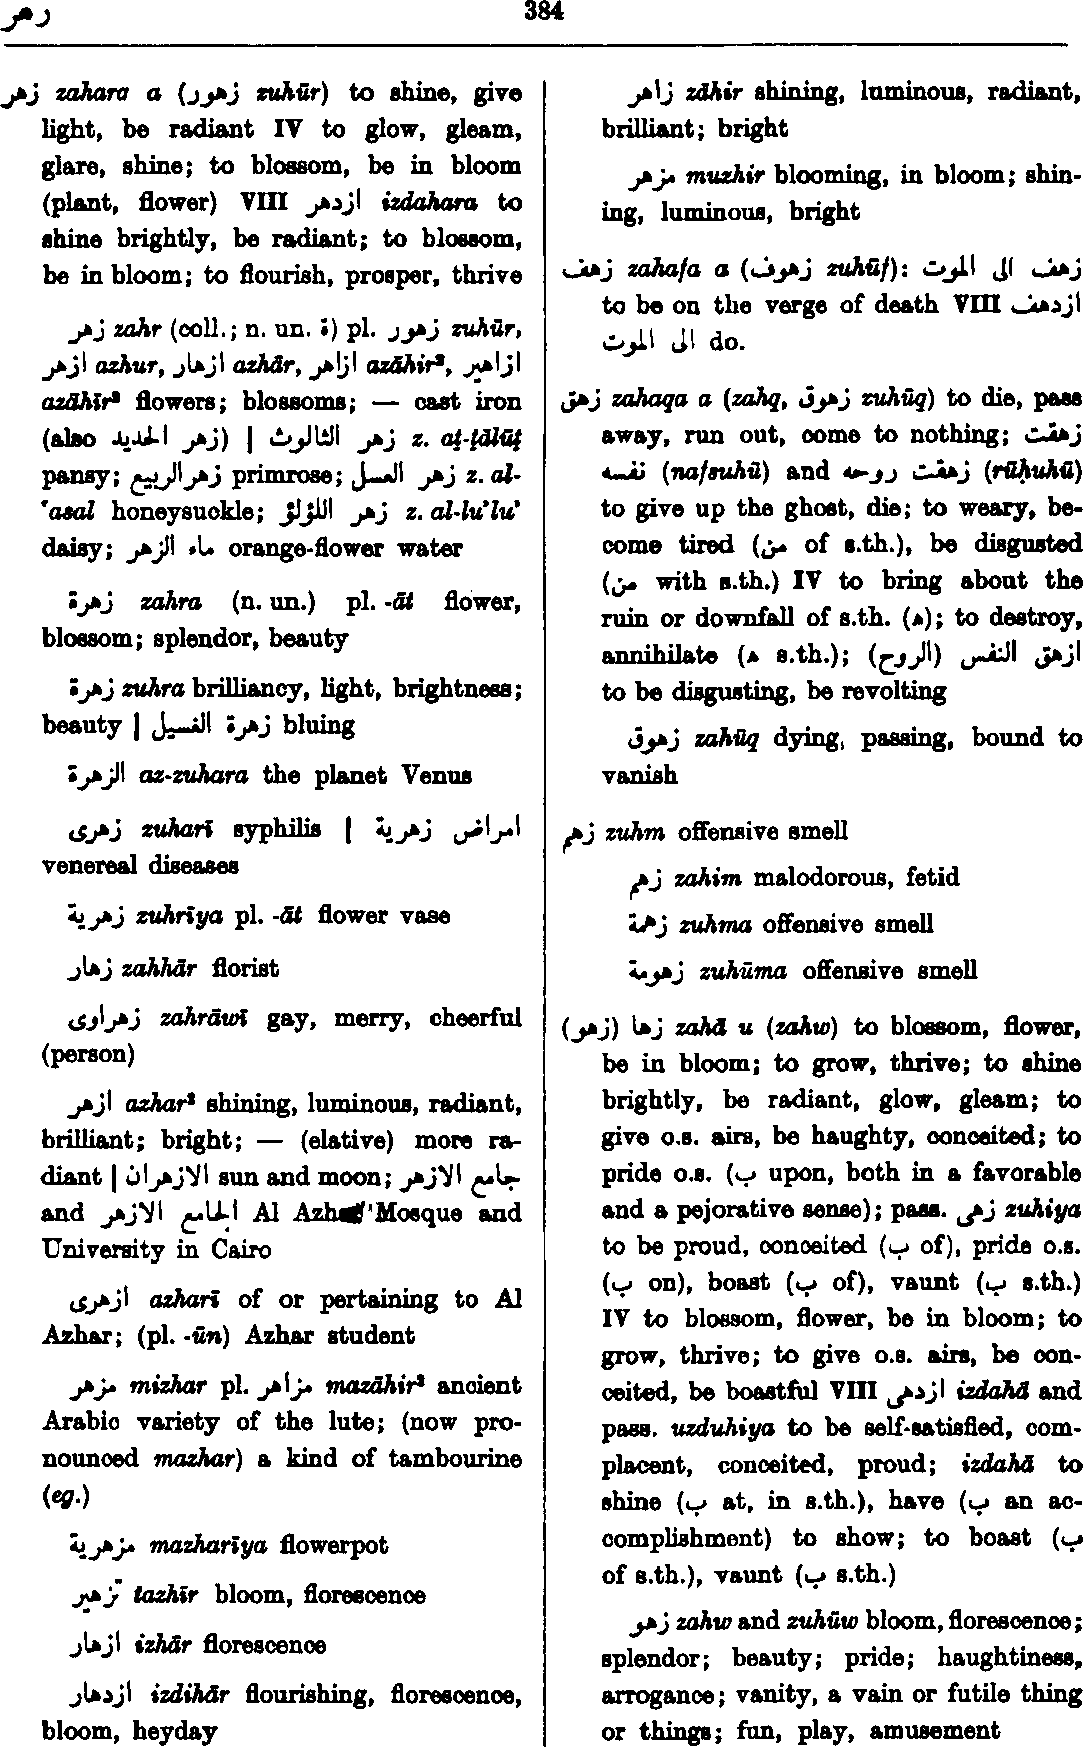 زهر
384
زهر zahara a (زهور zuhūr) to shine, give
light, be radiant IV to glow, gleam,
glare, shine; to blossom, be in bloom
(plant, flower) VIII ازدهر izdahara to
shine brightly, be radiant; to blossom,
be in bloom; to flourish, prosper, thrive
زهر zahr (coll.; n. un. ة) pl. زهور zuhūr,
ازهر azhur, ازهار azhār, ازاهر azāhir², ازاهير
azāhīr² flowers; blossoms; — cast iron
(also زهر الحديد) | زهر الثالوث z. aṯ-ṯālūṯ
pansy; زهر الربيع primrose; زهر العسل z. al-
‘asal honeysuckle; زهر اللؤلؤ z. al-lu’lu’
daisy; ماء الزهر orange-flower water
زهرة zahra (n. un.) pl. -āt flower,
blossom; splendor, beauty
زهرة zuhra brilliancy, light, brightness;
beauty | زهرة الغسيل bluing
الزهرة az-zuhara the planet Venus
زهرى zuharī syphilis | امراض زهرية
venereal diseases
زهرية zuhrīya pl. -āt flower vase
زهار zahhār florist
زهراوى zahrāwī gay, merry, cheerful
(person)
ازهر azhar² shining, luminous, radiant,
brilliant; bright; — (elative) more ra-
diant | الازهران sun and moon; جامع الازهر
and الجامع الازهر Al Azhar Mosque and
University in Cairo
ازهرى azharī of or pertaining to Al
Azhar; (pl. -ūn) Azhar student
مزهر mizhar pl. مزاهر mazāhir² ancient
Arabic variety of the lute; (now pro-
nounced mazhar) a kind of tambourine
(eg.)
مزهرية mazharīya flowerpot
تزهير tazhīr bloom, florescence
ازهار izhār florescence
ازدهار izdihār flourishing, florescence,
bloom, heyday
زاهر zāhir shining, luminous, radiant,
brilliant; bright
مزهر muzhir blooming, in bloom; shin-
ing, luminous, bright
زهف zahafa a (زهوف zuhūf): زهف الى الموت
to be on the verge of death VIII ازدهف
الى الموت do.
زهق zahaqa a (zahq, زهوق zuhūq) to die, pass
away, run out, come to nothing; زهقت
نفسه (nafsuhū) and زهقت روحه (rūḥuhū)
to give up the ghost, die; to weary, be-
come tired (من of s.th.), be disgusted
(من with s.th.) IV to bring about the
ruin or downfall of s.th. (ه); to destroy,
annihilate (ه s.th.); ازهق النفس (الروح)
to be disgusting, be revolting
زهوق zahūq dying, passing, bound to
vanish
زهم zuhm offensive smell
زهم zahim malodorous, fetid
زهمة zuhma offensive smell
زهومة zuhūma offensive smell
(زهو) زها zahā u (zahw) to blossom, flower,
be in bloom; to grow, thrive; to shine
brightly, be radiant, glow, gleam; to
give o.s. airs, be haughty, conceited; to
pride o.s. (ب upon, both in a favorable
and a pejorative sense); pass. زهى zuhiya
to be proud, conceited (ب of), pride o.s.
(ب on), boast (ب of), vaunt (ب s.th.)
IV to blossom, flower, be in bloom; to
grow, thrive; to give o.s. airs, be con-
ceited, be boastful VIII ازدهى izdahā and
pass. uzduhiya to be self-satisfied, com-
placent, conceited, proud; izdahā to
shine (ب at, in s.th.), have (ب an ac-
complishment) to show; to boast (ب
of s.th.), vaunt (ب s.th.)
زهو zahw and zuhūw bloom, florescence;
splendor; beauty; pride; haughtiness,
arrogance; vanity, a vain or futile thing
or things; fun, play, amusement